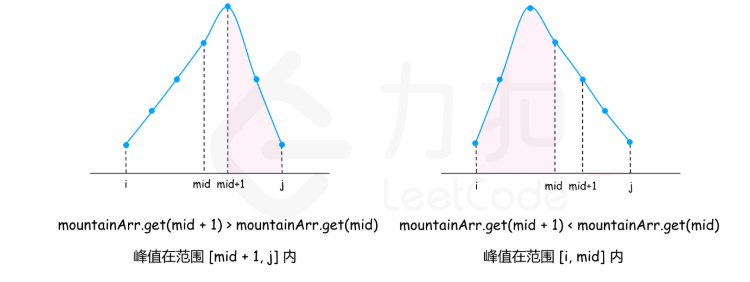 力扣
LeetCode
i mid mid+1 j
i mid mid+1 j
mountainArr.get(mid + 1) > mountainArr.get(mid)
mountainArr.get(mid + 1) < mountainArr.get(mid)
峰值在范围 [mid + 1, j] 内
峰值在范围 [i, mid] 内